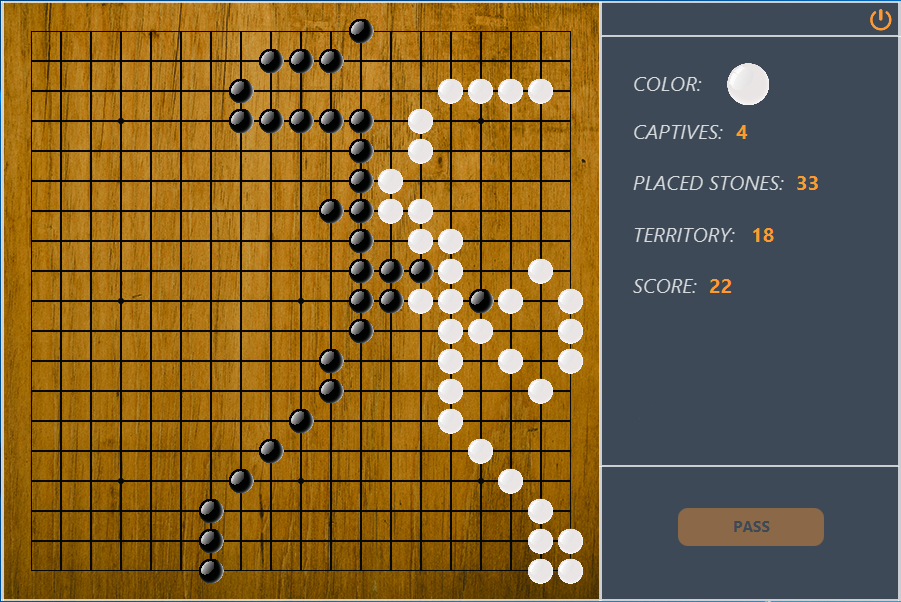 COLOR:
CAPTIVES: 4
PLACED STONES: 33
TERRITORY: 18
SCORE: 22
PASS